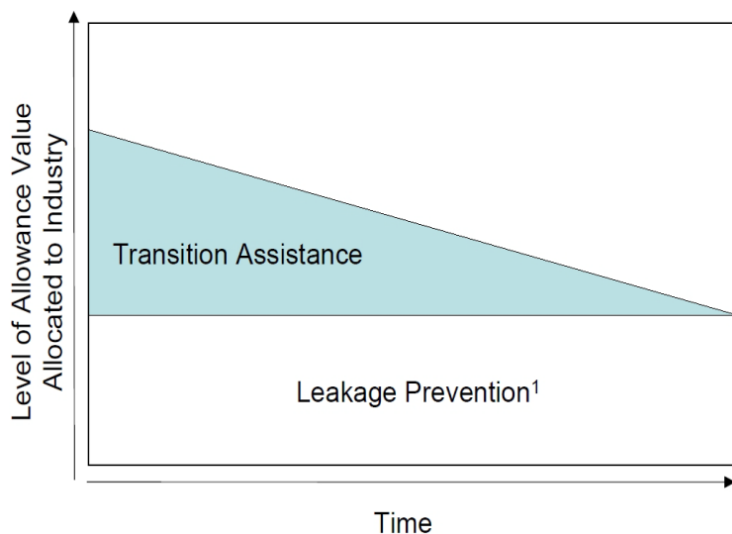 Level of Allowance Value
Allocated to Industry
Transition Assistance
Leakage Prevention¹
Time